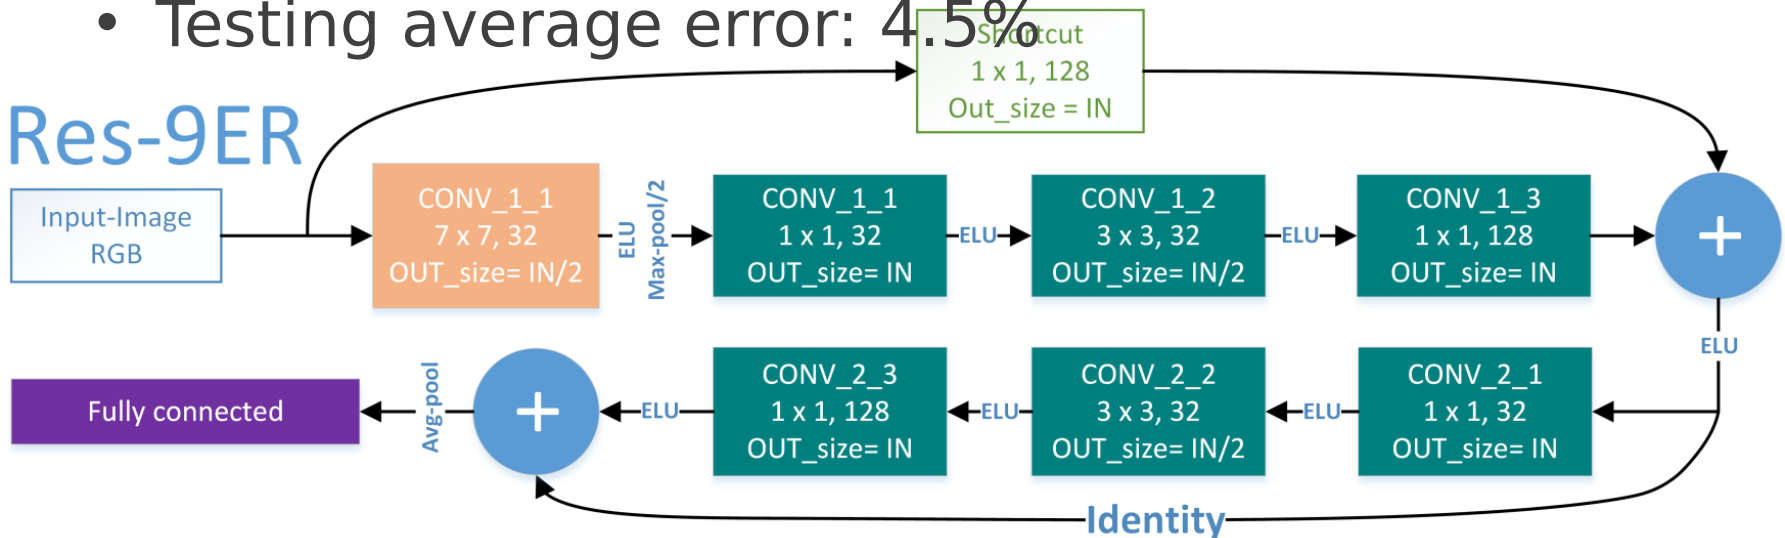 • Testing average error: 4.5%
Shortcut
1 x 1, 128
Out_size = IN
Res-9ER
Input-Image
RGB
CONV_1_1
7 x 7, 32
OUT_size= IN/2
ELU
Max-pool/2
CONV_1_1
1 x 1, 32
OUT_size= IN
ELU
CONV_1_2
3 x 3, 32
OUT_size= IN/2
ELU
CONV_1_3
1 x 1, 128
OUT_size= IN
+
ELU
CONV_2_1
1 x 1, 32
OUT_size= IN
ELU
CONV_2_2
3 x 3, 32
OUT_size= IN/2
ELU
CONV_2_3
1 x 1, 128
OUT_size= IN
ELU
+
Avg-pool
Fully connected
Identity